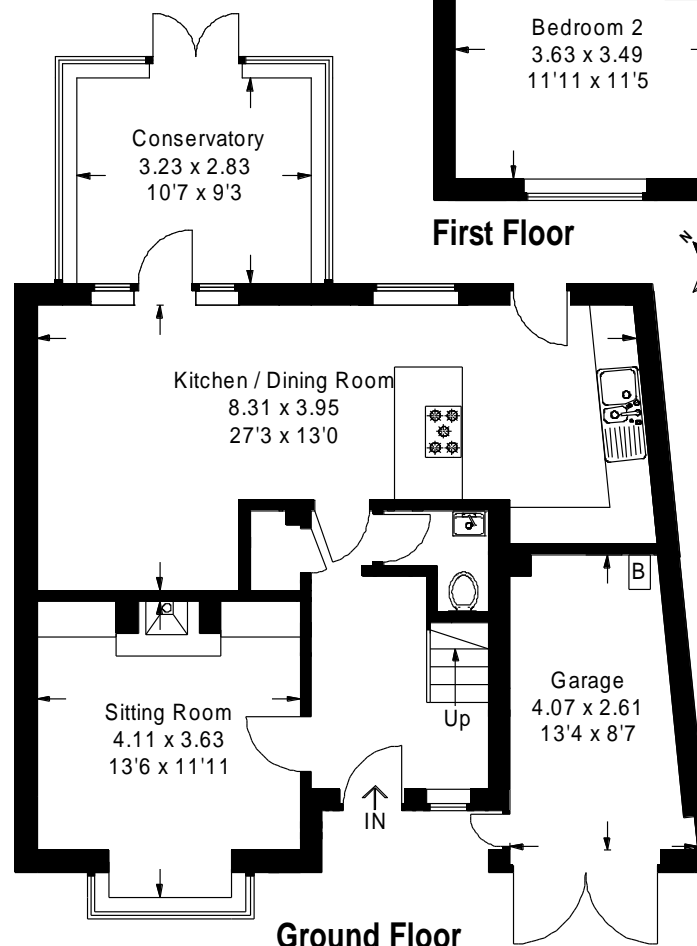 Bedroom 2
3.63 x 3.49
11'11 x 11'5
First Floor
N
Conservatory
3.23 x 2.83
10'7 x 9'3
Kitchen / Dining Room
8.31 x 3.95
27'3 x 13'0
B
Sitting Room
4.11 x 3.63
13'6 x 11'11
Up
Garage
4.07 x 2.61
13'4 x 8'7
IN
Ground Floor